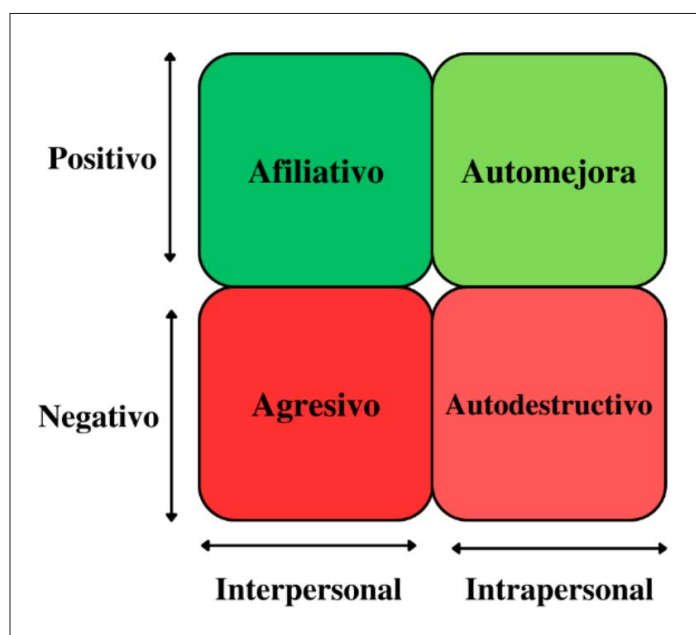 Positivo
Afiliativo
Automejora
Negativo
Agresivo
Autodestructivo
Interpersonal
Intrapersonal